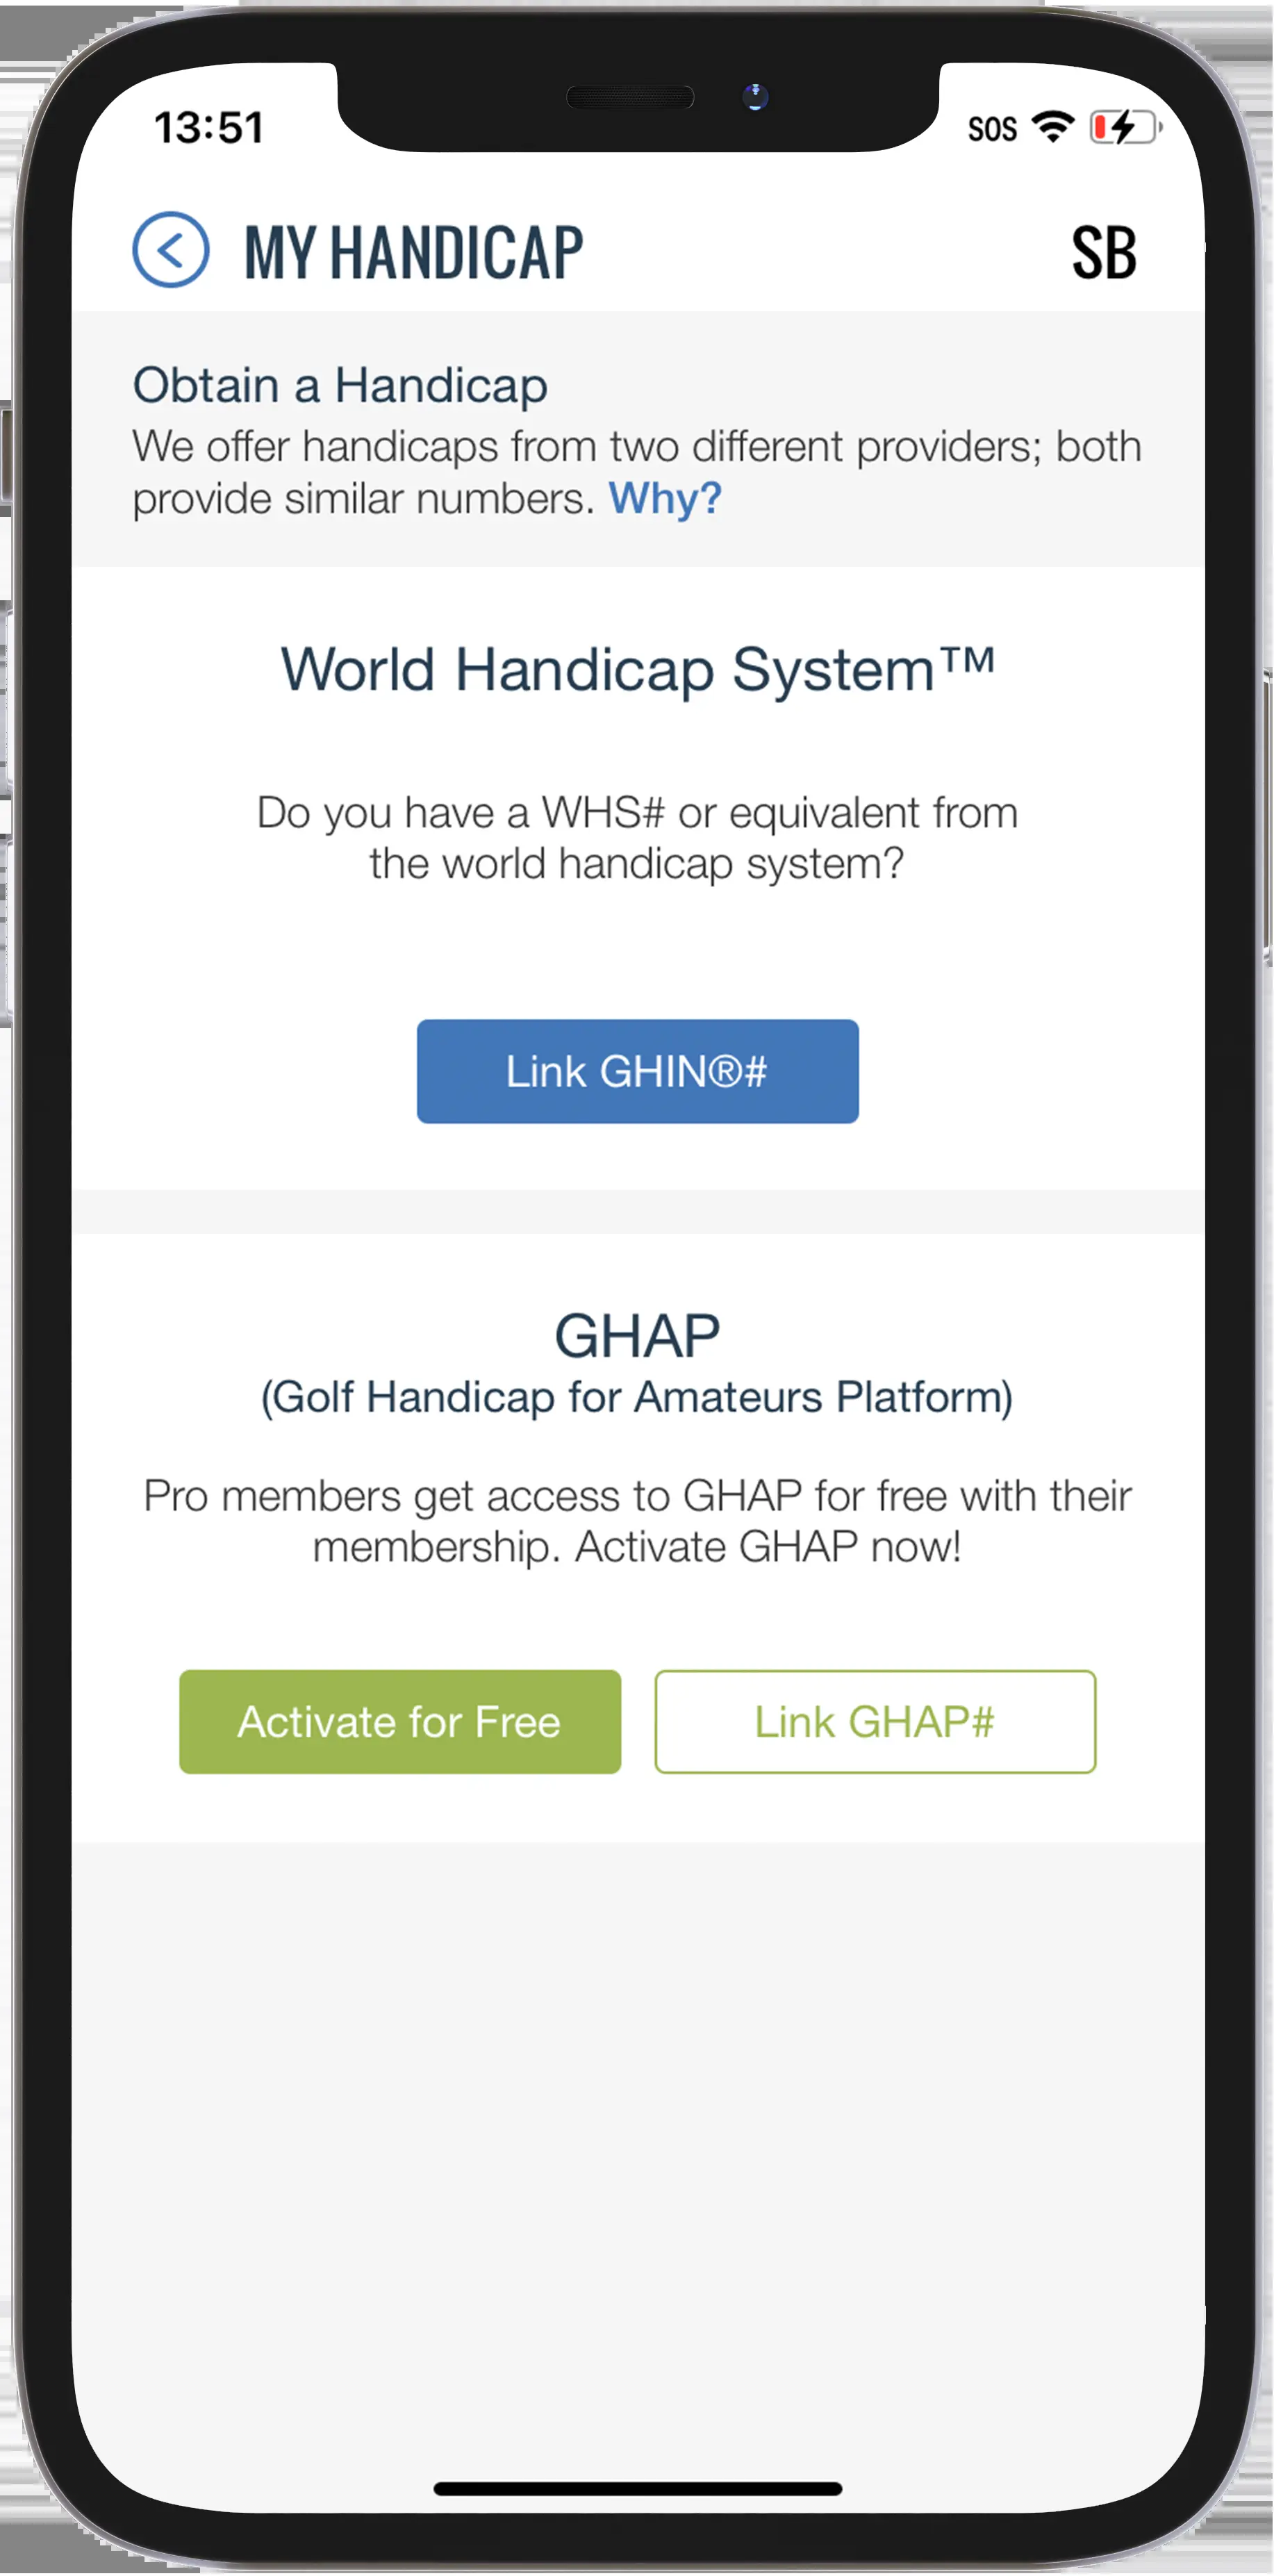 13:51
SOS
MY HANDICAP
SB
Obtain a Handicap
We offer handicaps from two different providers; both
provide similar numbers. Why?
World Handicap System™
Do you have a WHS# or equivalent from
the world handicap system?
Link GHIN®#
GHAP
(Golf Handicap for Amateurs Platform)
Pro members get access to GHAP for free with their
membership. Activate GHAP now!
Activate for Free
Link GHAP#